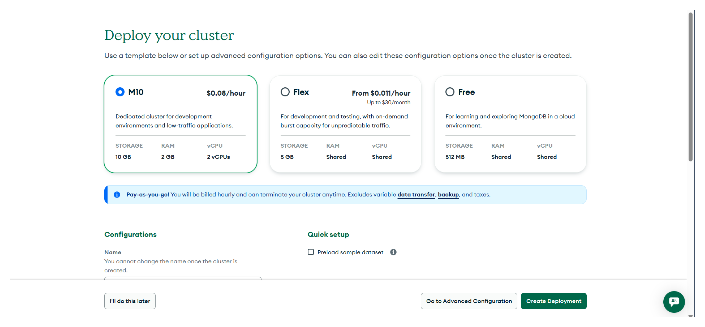 Deploy your cluster
Use a template below or set up advanced configuration options. You can also edit these configuration options once the cluster is created.
M10 $0.08/hour
Dedicated cluster for development
environments and low-traffic applications.
STORAGE RAM vCPU
10 GB 2 GB 2 vCPUs
Flex From $0.011/hour
Up to $30/month
For development and testing, with on-demand
burst capacity for unpredictable traffic.
STORAGE RAM vCPU
5 GB Shared Shared
Free
For learning and exploring MongoDB in a cloud
environment.
STORAGE RAM vCPU
512 MB Shared Shared
Pay-as-you-go! You will be billed hourly and can terminate your cluster anytime. Excludes variable data transfer, backup, and taxes.
Configurations
Name
You cannot change the name once the cluster is
created.
Quick setup
Preload sample dataset
I'll do this later
Go to Advanced Configuration
Create Deployment